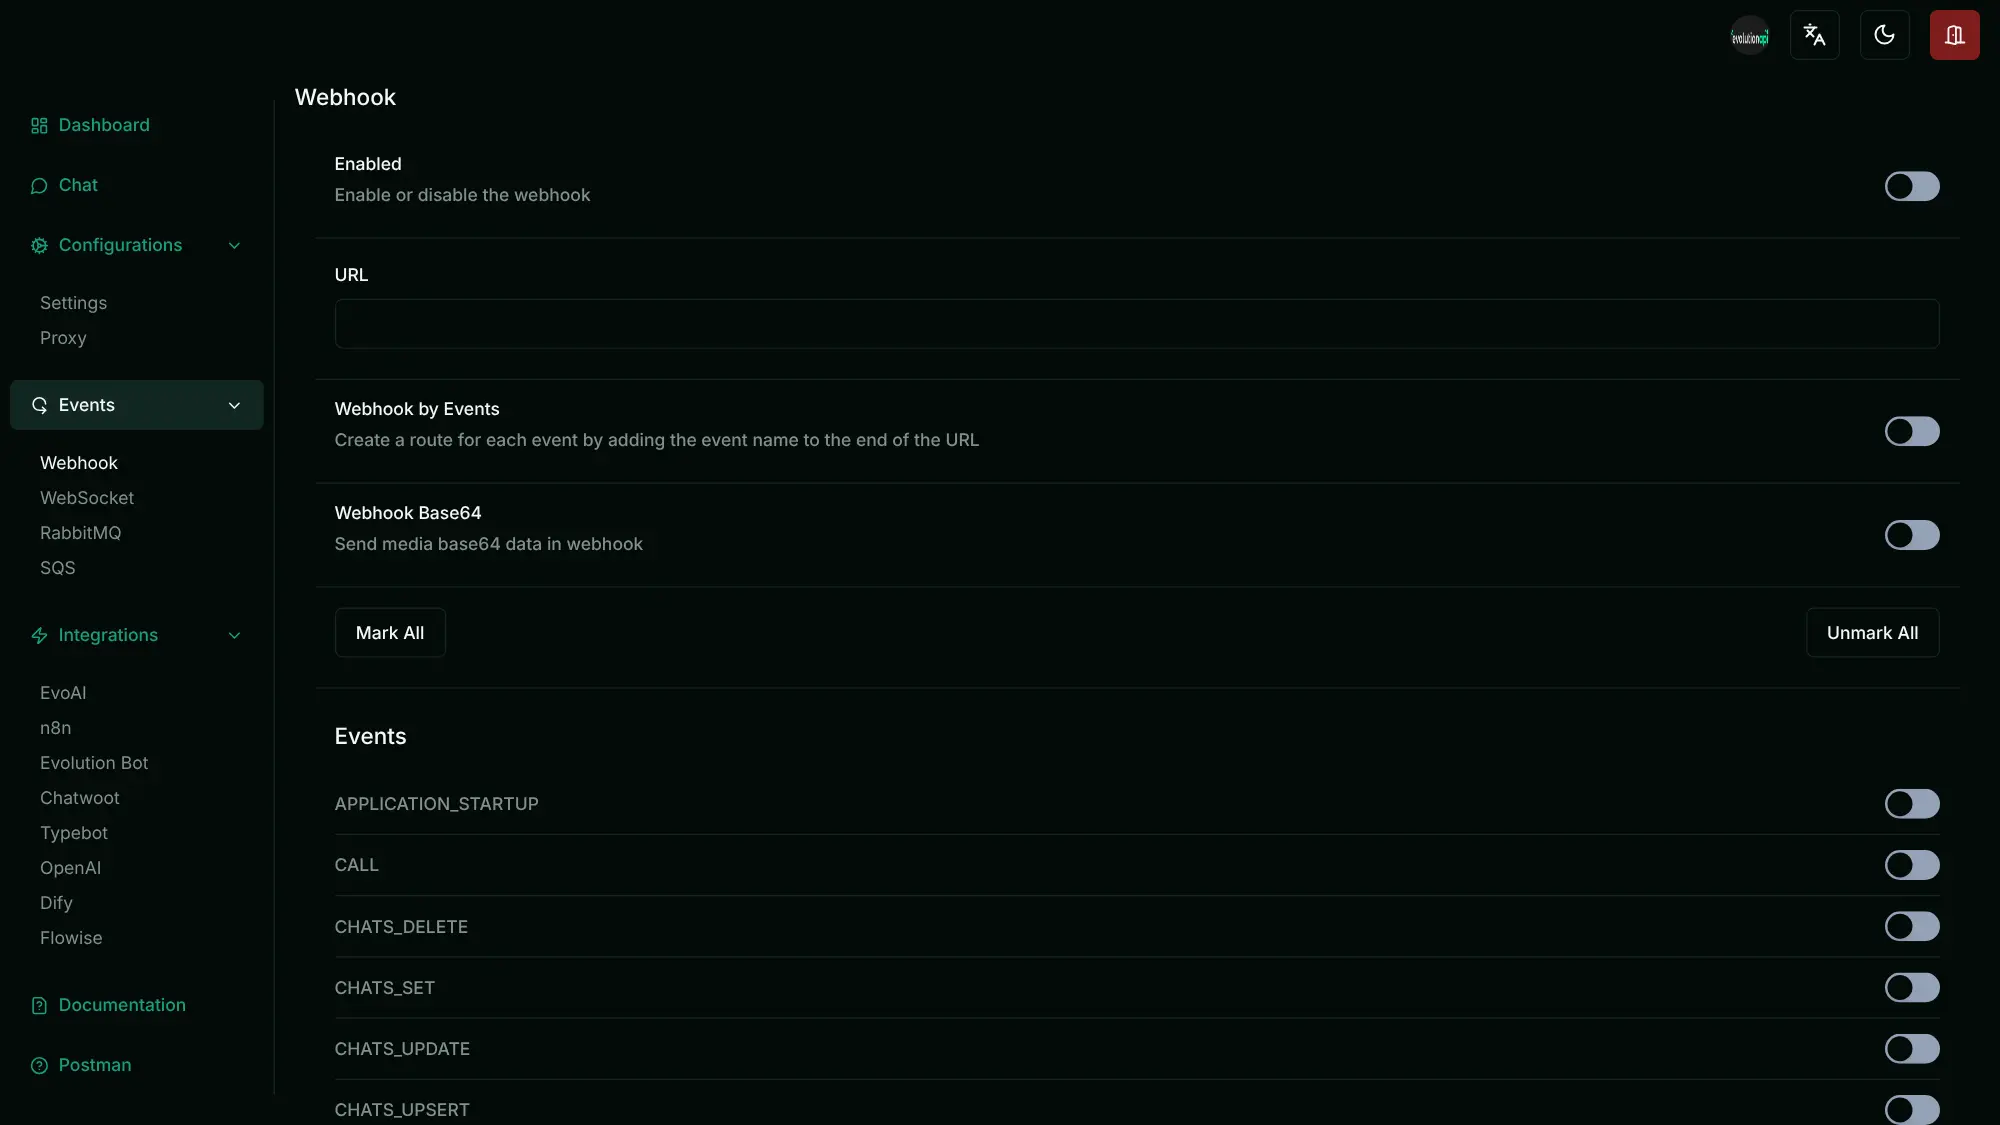 evolutionapi
Webhook
Dashboard
Chat
Configurations
Settings
Proxy
Events
Webhook
WebSocket
RabbitMQ
SQS
Integrations
EvoAI
n8n
Evolution Bot
Chatwoot
Typebot
OpenAI
Dify
Flowise
Documentation
Postman
Enabled
Enable or disable the webhook
URL
Webhook by Events
Create a route for each event by adding the event name to the end of the URL
Webhook Base64
Send media base64 data in webhook
Mark All
Unmark All
Events
APPLICATION_STARTUP
CALL
CHATS_DELETE
CHATS_SET
CHATS_UPDATE
CHATS_UPSERT